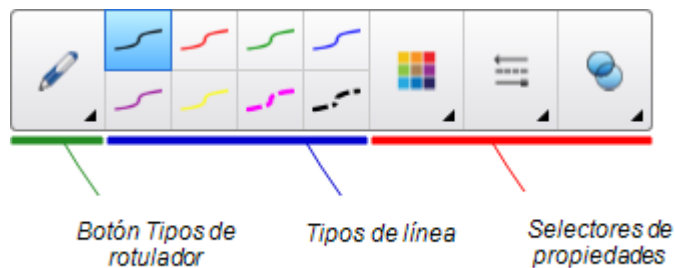 Botón Tipos de
rotulador
Tipos de línea
Selectores de
propiedades